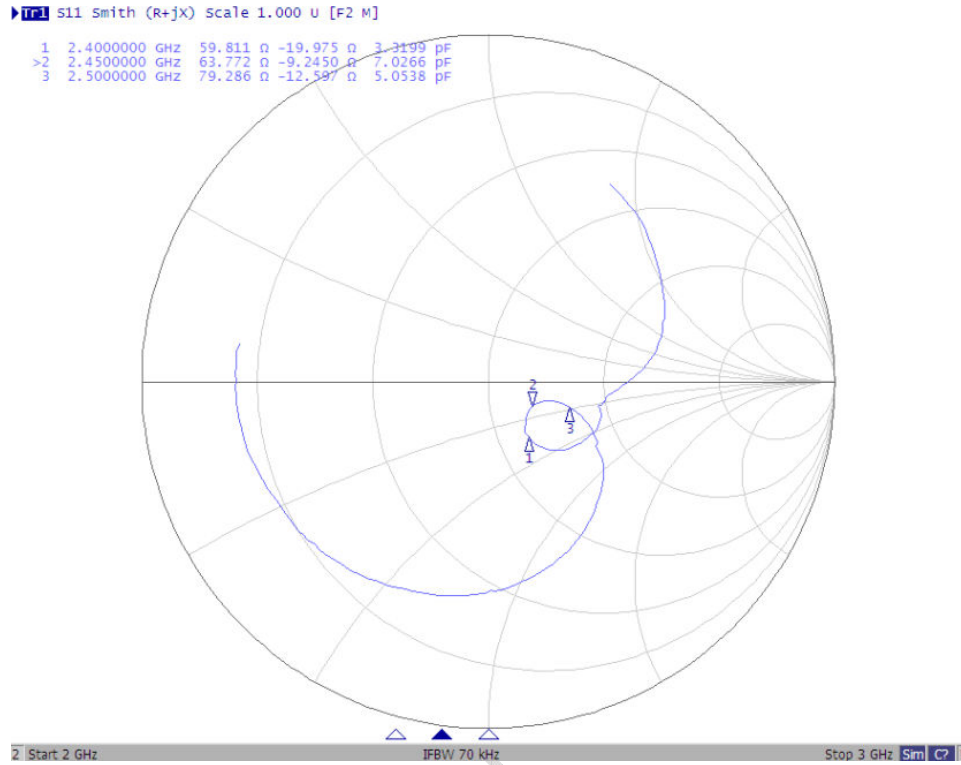 Tr1 S11 Smith (R+jX) Scale 1.000 U [F2 M]
1 2.4000000 GHz 59.811 Ω -19.975 Ω 3.3199 pF
>2 2.4500000 GHz 63.772 Ω -9.2450 Ω 7.0266 pF
3 2.5000000 GHz 79.286 Ω -12.597 Ω 5.0538 pF
2
3
1
2 Start 2 GHz IFBW 70 kHz Stop 3 GHz Sim C?